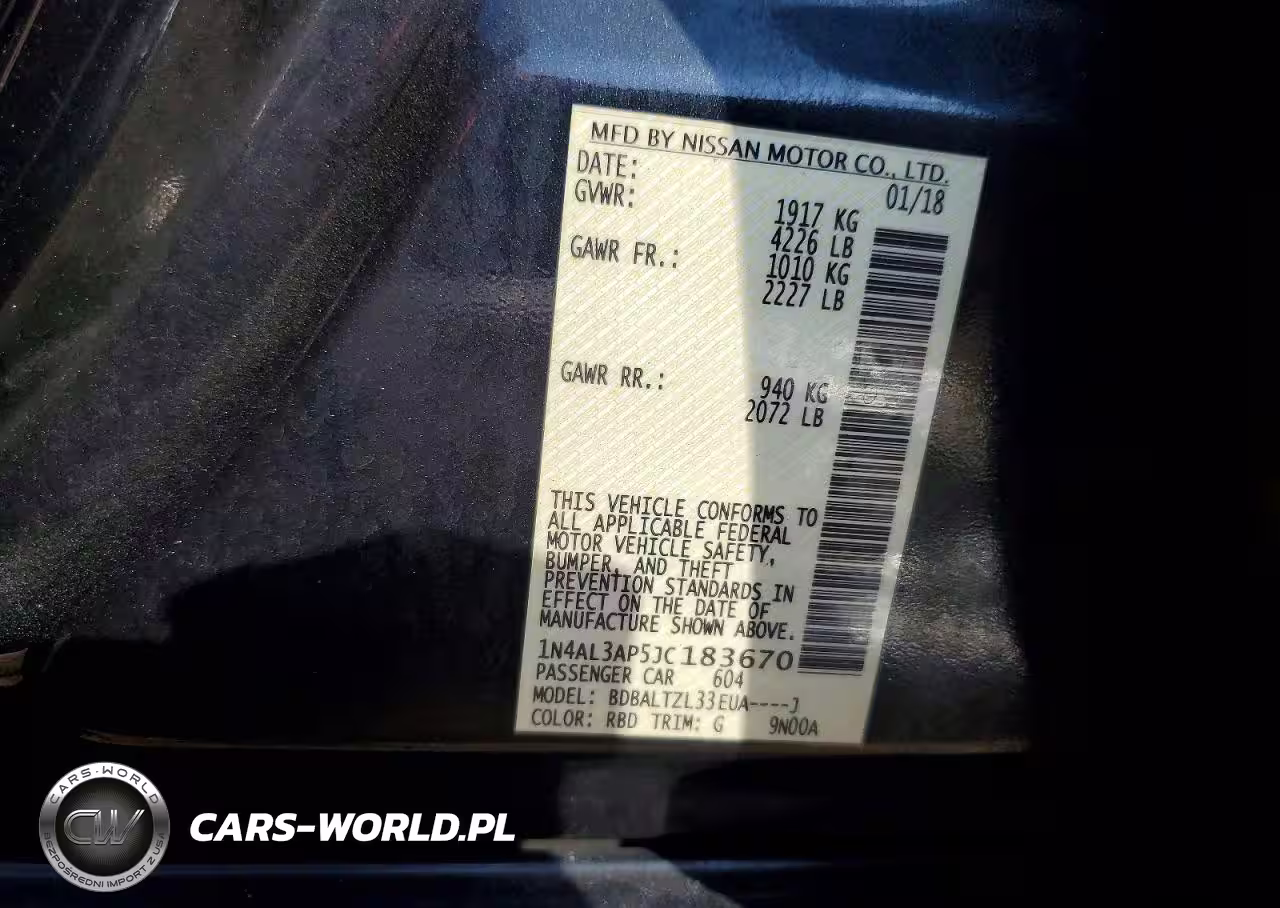 MFD BY NISSAN MOTOR CO., LTD.
DATE: 01/18
GVWR: 1917 KG
4226 LB
GAWR FR.: 1010 KG
2227 LB
GAWR RR.: 940 KG
2072 LB
THIS VEHICLE CONFORMS TO
ALL APPLICABLE FEDERAL
MOTOR VEHICLE SAFETY,
BUMPER, AND THEFT
PREVENTION STANDARDS IN
EFFECT ON THE DATE OF
MANUFACTURE SHOWN ABOVE.
1N4AL3AP5JC183670
PASSENGER CAR 604
MODEL: BDBALTZL33EUA----J
COLOR: RBD TRIM: G 9N00A
CARS-WORLD
CW
BEZPOŚREDNI IMPORT Z USA
CARS-WORLD.PL